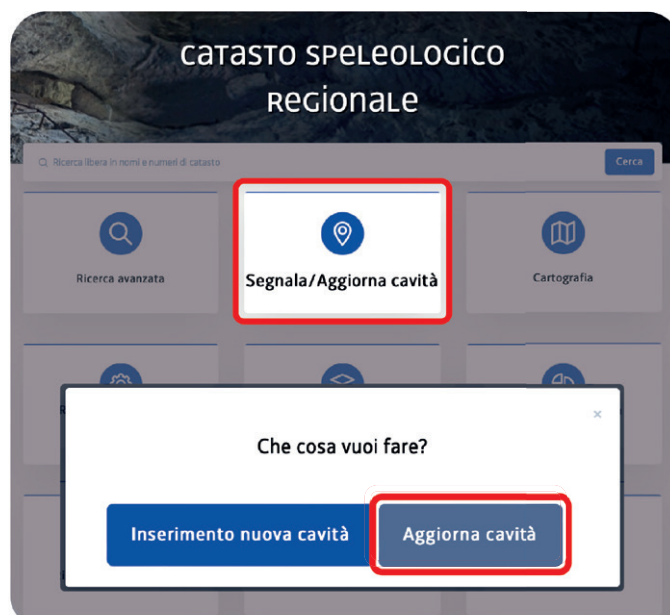 catasto speleologico
regionale
Ricerca libera in nomi e numeri di catasto
Cerca
Ricerca avanzata
Segnala/Aggiorna cavità
Cartografia
Che cosa vuoi fare?
×
Inserimento nuova cavità
Aggiorna cavità